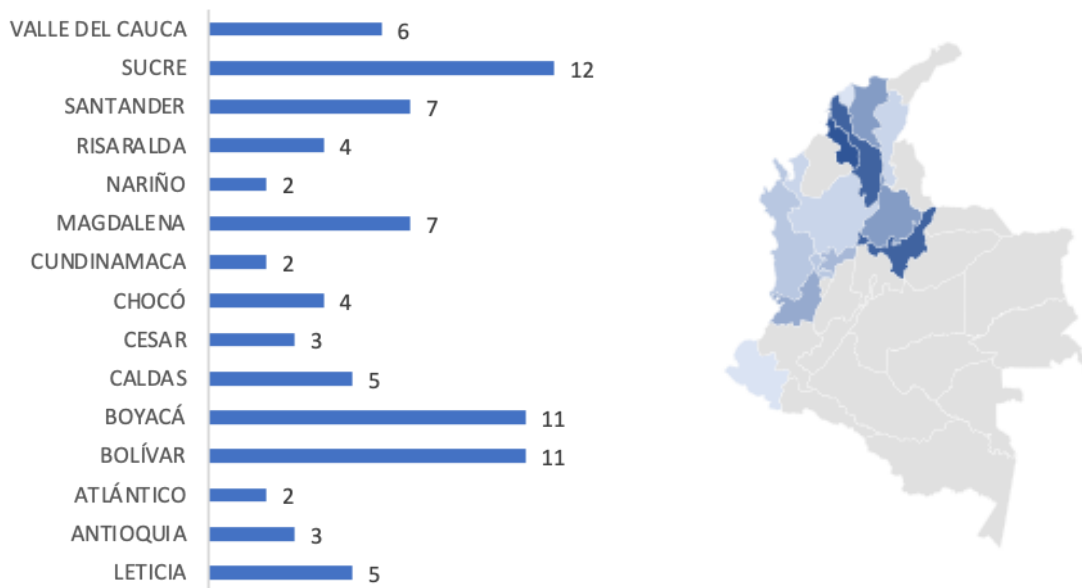 VALLE DEL CAUCA 6
SUCRE 12
SANTANDER 7
RISARALDA 4
NARIÑO 2
MAGDALENA 7
CUNDINAMACA 2
CHOCÓ 4
CESAR 3
CALDAS 5
BOYACÁ 11
BOLÍVAR 11
ATLÁNTICO 2
ANTIOQUIA 3
LETICIA 5